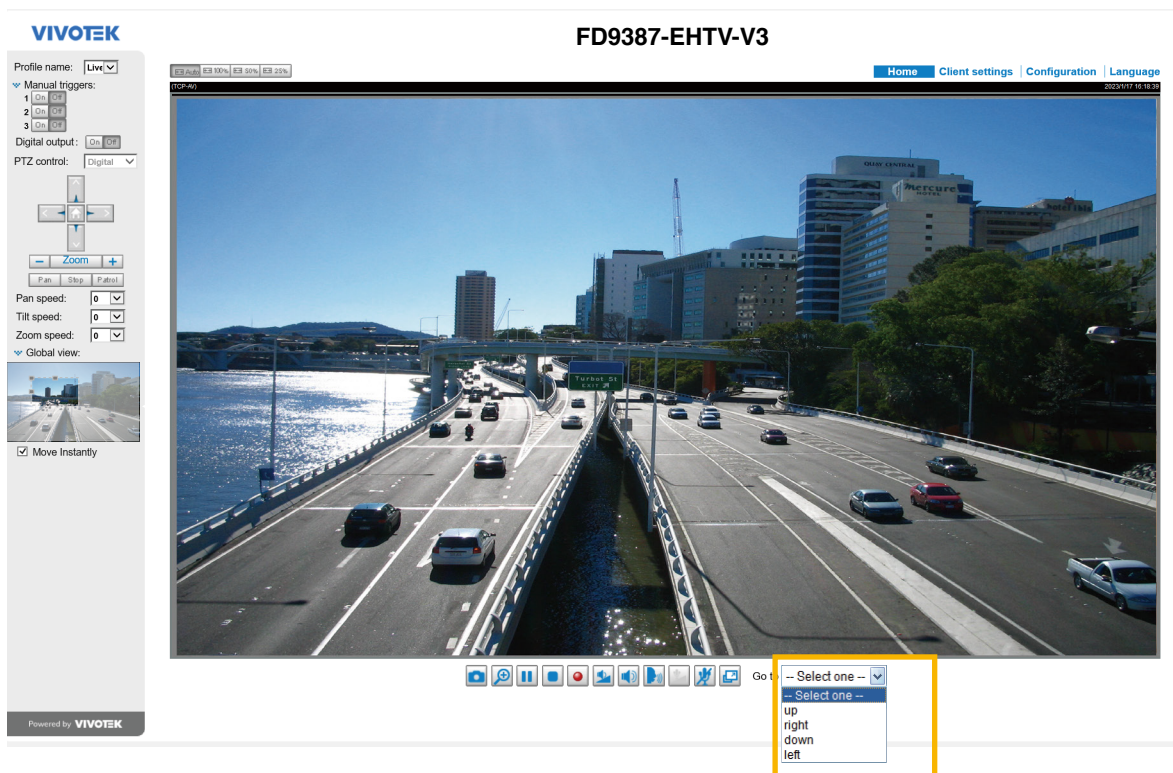 VIVOTEK
FD9387-EHTV-V3
Profile name: Live
Manual triggers:
1 On Off
2 On Off
3 On Off
Digital output: On Off
PTZ control: Digital
Zoom
Pan Stop Patrol
Pan speed: 0
Tilt speed: 0
Zoom speed: 0
Global view:
Move Instantly
Powered by VIVOTEK
Auto 100% 50% 25%
Home Client settings Configuration Language
(TCP-AV) 2023/1/17 16:18:39
QUAY CENTRAL
Mercure
HOTEL
Turbot St
EXIT
Go to -- Select one --
-- Select one --
up
right
down
left